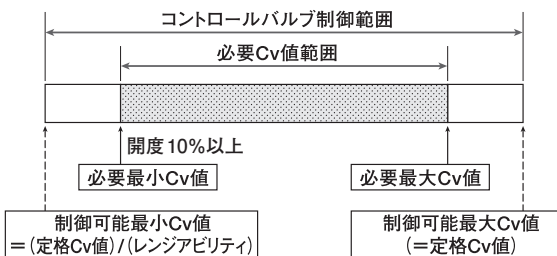 コントロールバルブ制御範囲
必要Cv値範囲
開度10%以上
必要最小Cv値
必要最大Cv値
制御可能最小Cv値
=(定格Cv値)/(レンジアビリティ)
制御可能最大Cv値
(=定格Cv値)